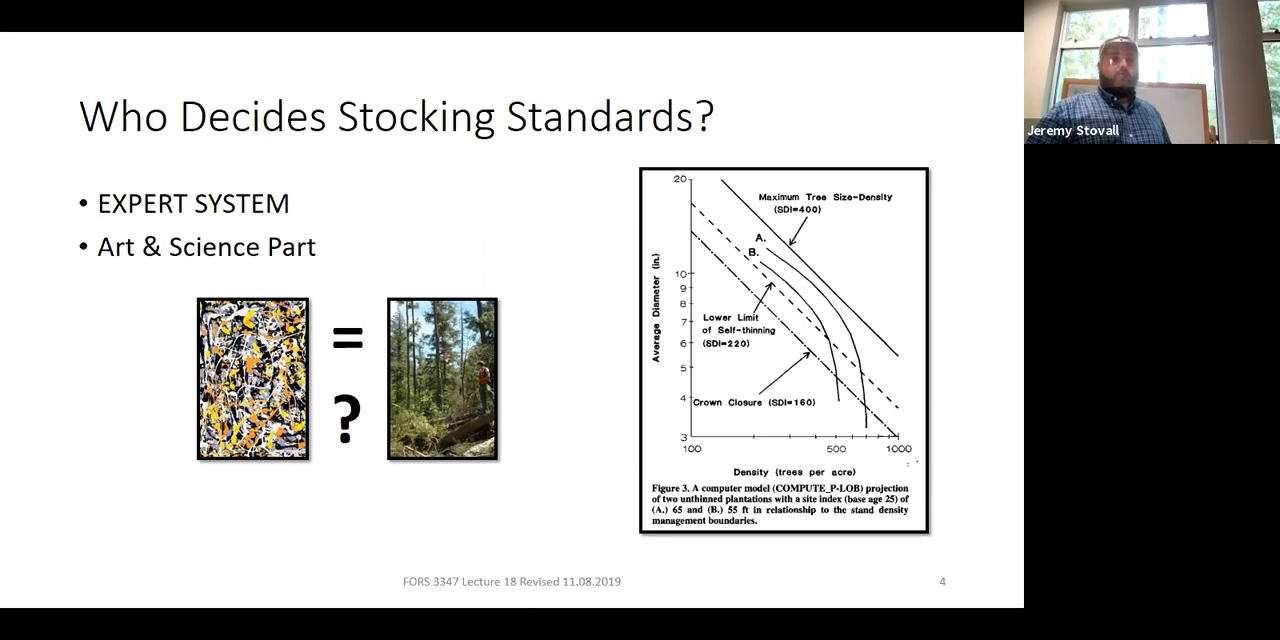 Who Decides Stocking Standards?
• EXPERT SYSTEM
• Art & Science Part
=
?
20
10
9
8
7
6
5
4
3
100
500
1000
Average Diameter (in.)
Density (trees per acre)
Maximum Tree Size-Density
(SDI=400)
A.
B.
Lower Limit
of Self-thinning
(SDI=220)
Crown Closure (SDI=160)
Figure 3. A computer model (COMPUTE_P-LOB) projection
of two unthinned plantations with a site index (base age 25) of
(A.) 65 and (B.) 55 ft in relationship to the stand density
management boundaries.
FORS 3347 Lecture 18 Revised 11.08.2019
4
Jeremy Stovall